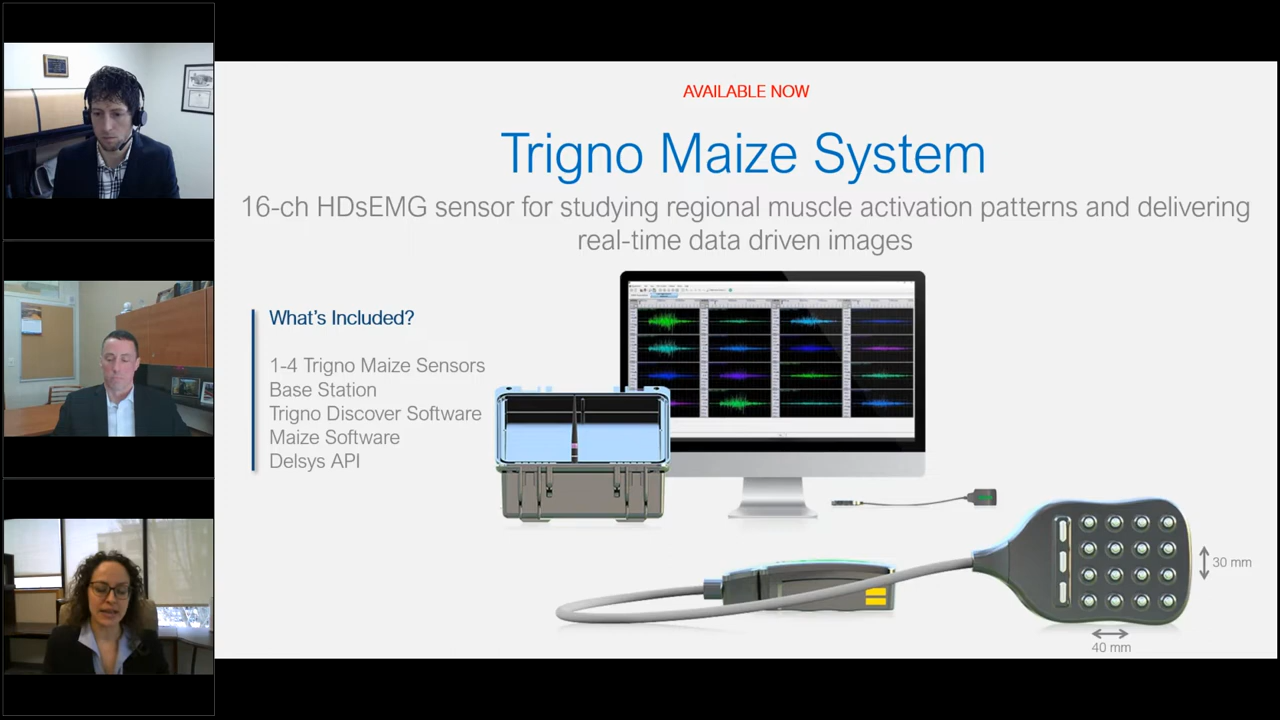 AVAILABLE NOW
Trigno Maize System
16-ch HDsEMG sensor for studying regional muscle activation patterns and delivering
real-time data driven images
What's Included?
1-4 Trigno Maize Sensors
Base Station
Trigno Discover Software
Maize Software
Delsys API
30 mm
40 mm